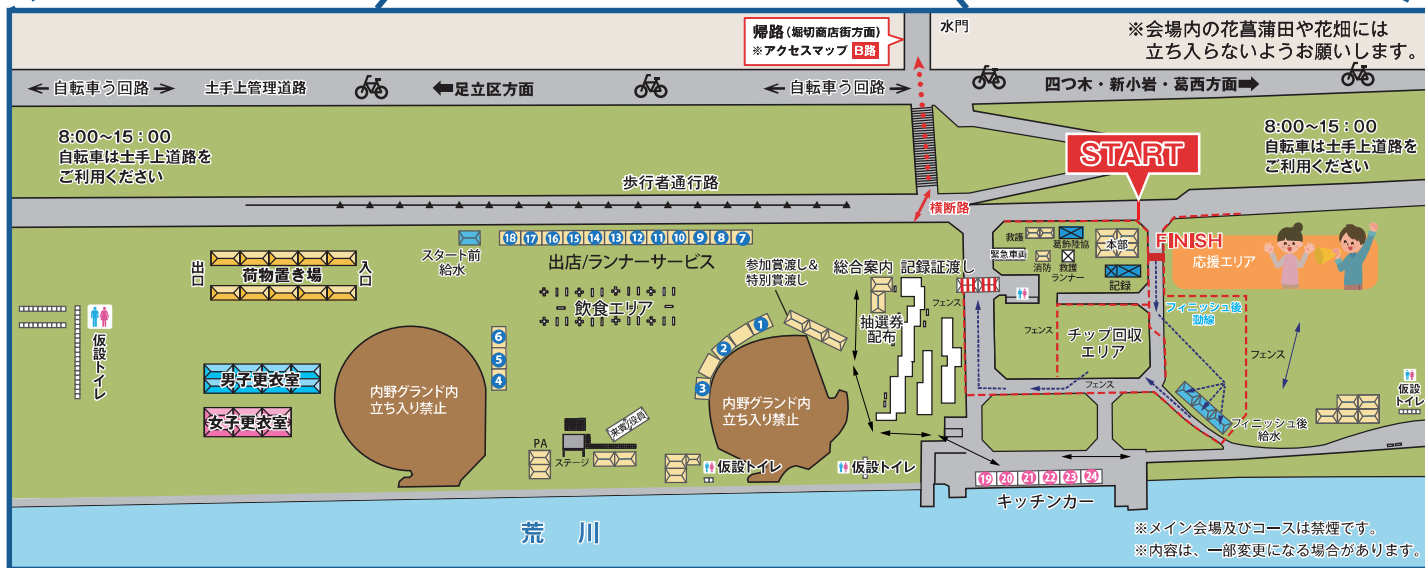 帰路(堀切商店街方面)
※アクセスマップ B路
水門
※会場内の花菖蒲田や花畑には
立ち入らないようお願いします。
自転車う回路
土手上管理道路
足立区方面
自転車う回路
四つ木・新小岩・葛西方面
8:00〜15:00
自転車は土手上道路を
ご利用ください
歩行者通行路
START
8:00〜15:00
自転車は土手上道路を
ご利用ください
横断路
スタート前
給水
18 17 16 15 14 13 12 11 10 9 8 7
出店/ランナーサービス
救護
葛飾陸協
本部
緊急車両
消防
救護
ランナー
記録
FINISH
応援エリア
出口
荷物置き場
入口
参加賞渡し&
特別賞渡し
総合案内
記録証渡し
フェンス
抽選券
配布
飲食エリア
フィニッシュ後
動線
フェンス
チップ回収
エリア
フェンス
フェンス
仮設トイレ
6
5
4
1
2
3
男子更衣室
女子更衣室
内野グランド内
立ち入り禁止
内野グランド内
立ち入り禁止
仮設
トイレ
フィニッシュ後
給水
来賓/役員
PA
ステージ
仮設トイレ
仮設トイレ
19 20 21 22 23 24
キッチンカー
荒川
※メイン会場及びコースは禁煙です。
※内容は、一部変更になる場合があります。